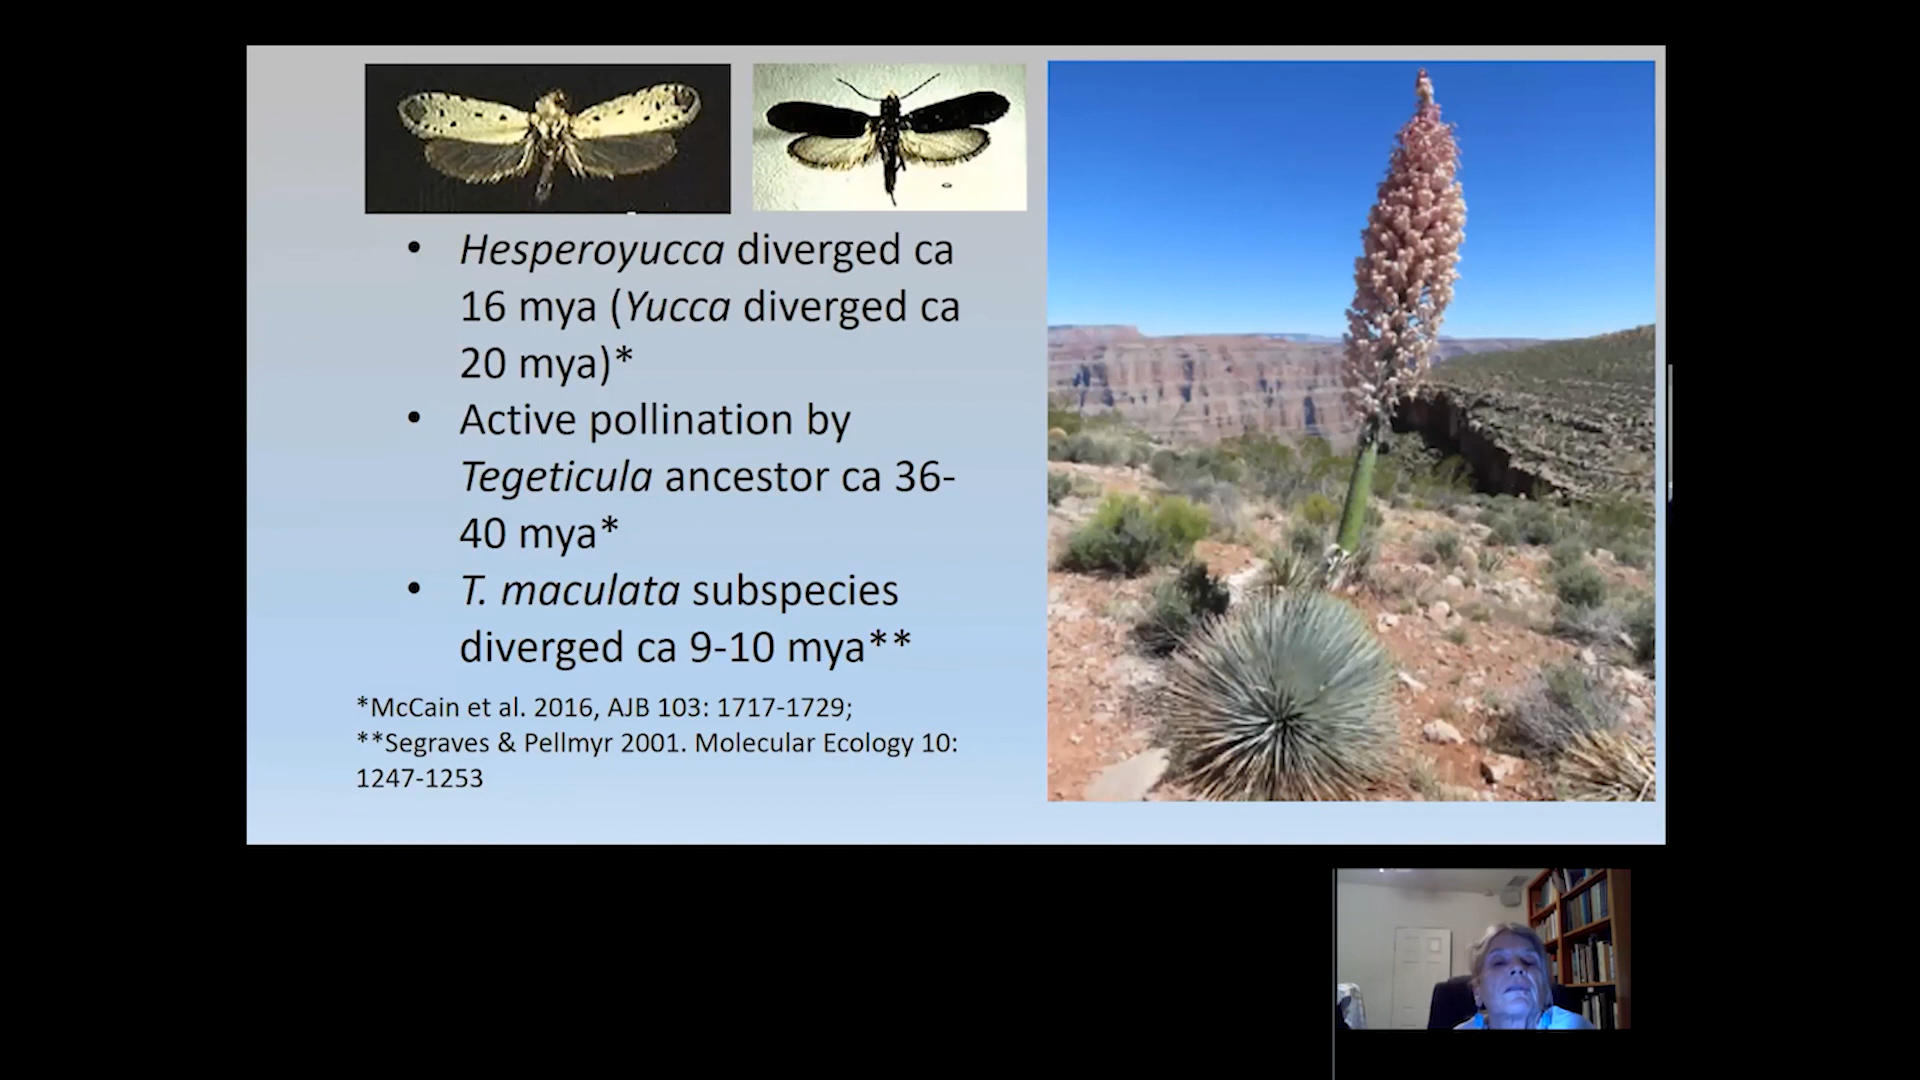 • Hesperoyucca diverged ca
16 mya (Yucca diverged ca
20 mya)*
• Active pollination by
Tegeticula ancestor ca 36-
40 mya*
• T. maculata subspecies
diverged ca 9-10 mya**
*McCain et al. 2016, AJB 103: 1717-1729;
**Segraves & Pellmyr 2001. Molecular Ecology 10:
1247-1253